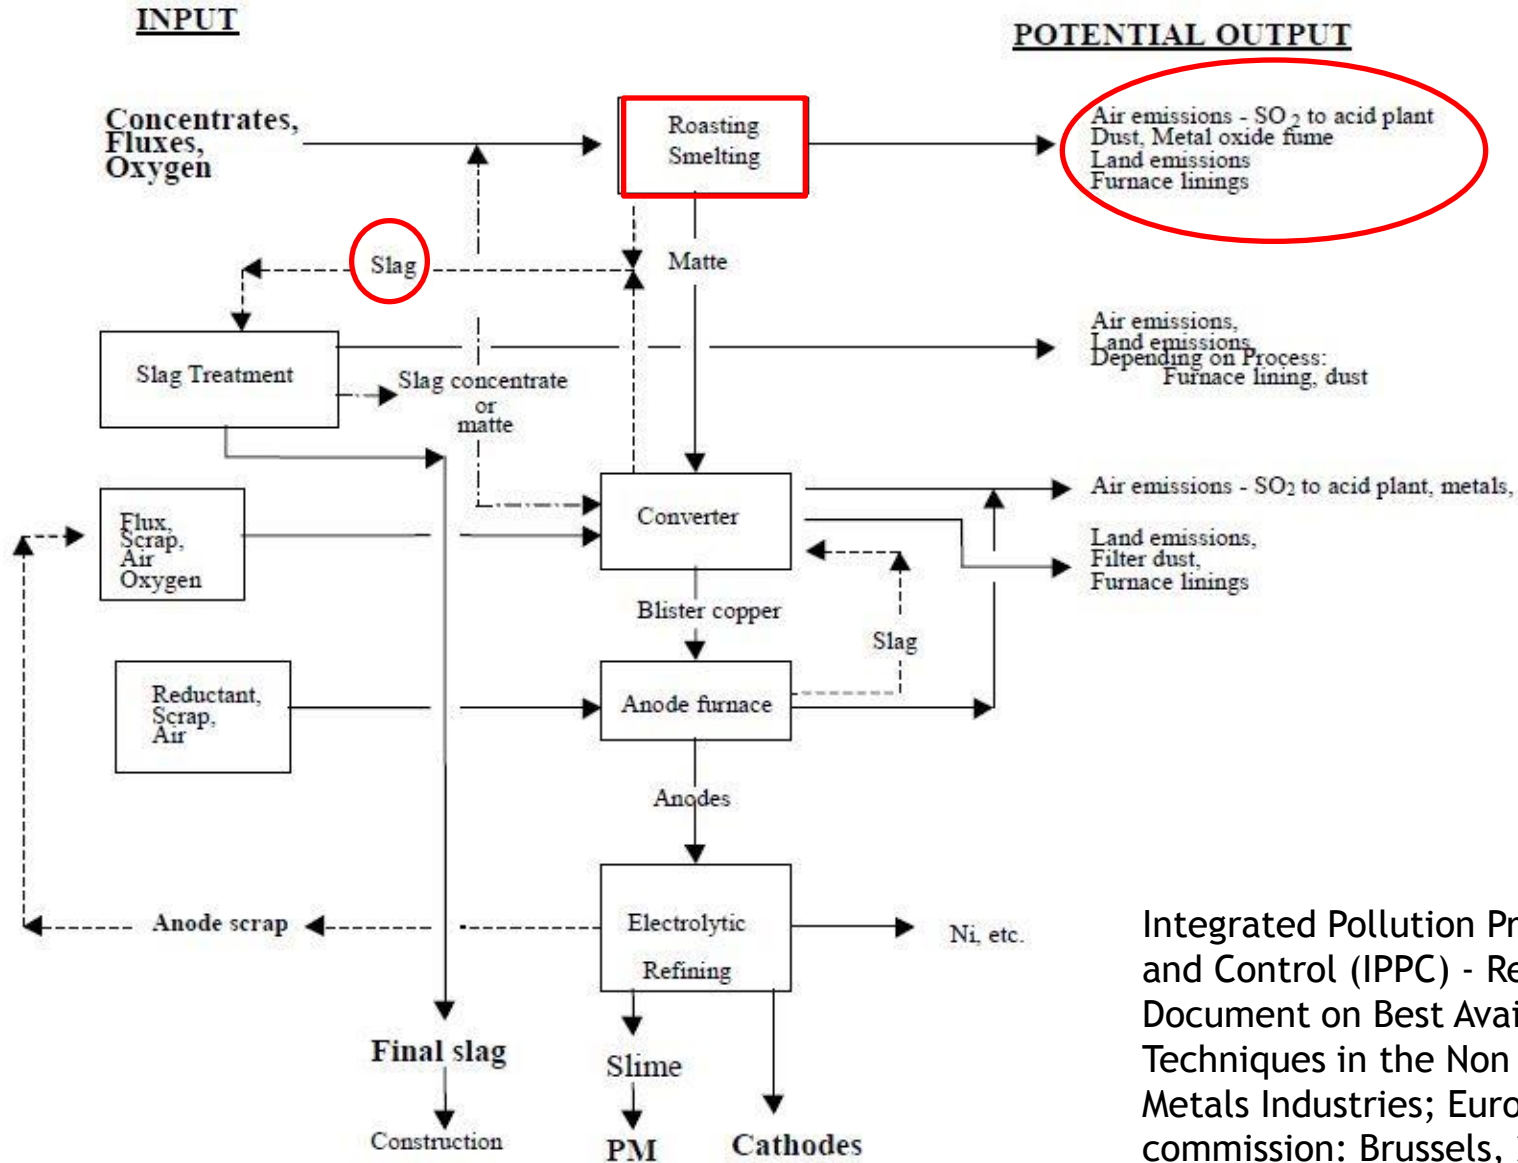 INPUT
POTENTIAL OUTPUT
Concentrates,
Fluxes,
Oxygen
Roasting
Smelting
Air emissions - SO2 to acid plant
Dust, Metal oxide fume
Land emissions
Furnace linings
Slag
Matte
Air emissions,
Land emissions,
Depending on Process:
Furnace lining, dust
Slag Treatment
Slag concentrate
or
matte
Flux,
Scrap,
Air
Oxygen
Converter
Air emissions - SO2 to acid plant, metals,
Land emissions,
Filter dust,
Furnace linings
Blister copper
Slag
Reductant,
Scrap,
Air
Anode furnace
Anodes
Anode scrap
Electrolytic
Refining
Ni, etc.
Final slag
Slime
Construction
PM
Cathodes
Integrated Pollution Pr
and Control (IPPC) - Re
Document on Best Avai
Techniques in the Non
Metals Industries; Euro
commission: Brussels,